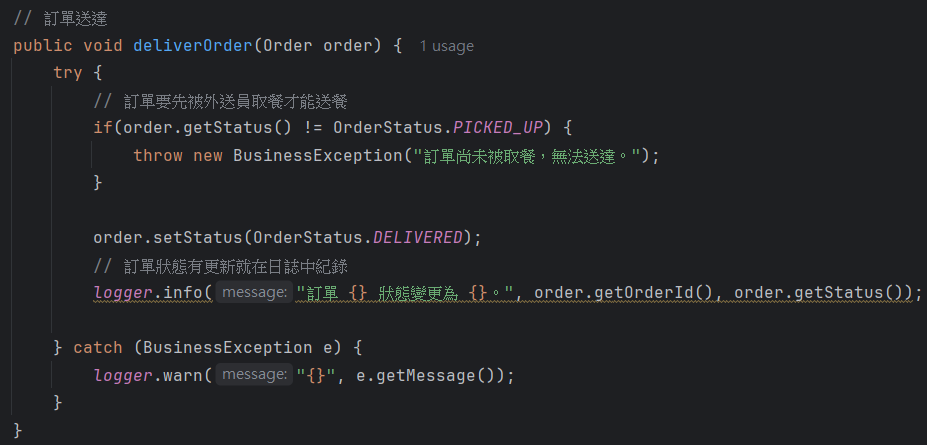 // 訂單送達
public void deliverOrder(Order order) { 1 usage
try {
// 訂單要先被外送員取餐才能送餐
if(order.getStatus() != OrderStatus.PICKED_UP) {
throw new BusinessException("訂單尚未被取餐，無法送達。");
}
order.setStatus(OrderStatus.DELIVERED);
// 訂單狀態有更新就在日誌中紀錄
logger.info( message: "訂單 {} 狀態變更為 {}。", order.getOrderId(), order.getStatus());
} catch (BusinessException e) {
logger.warn( message: "{}", e.getMessage());
}
}